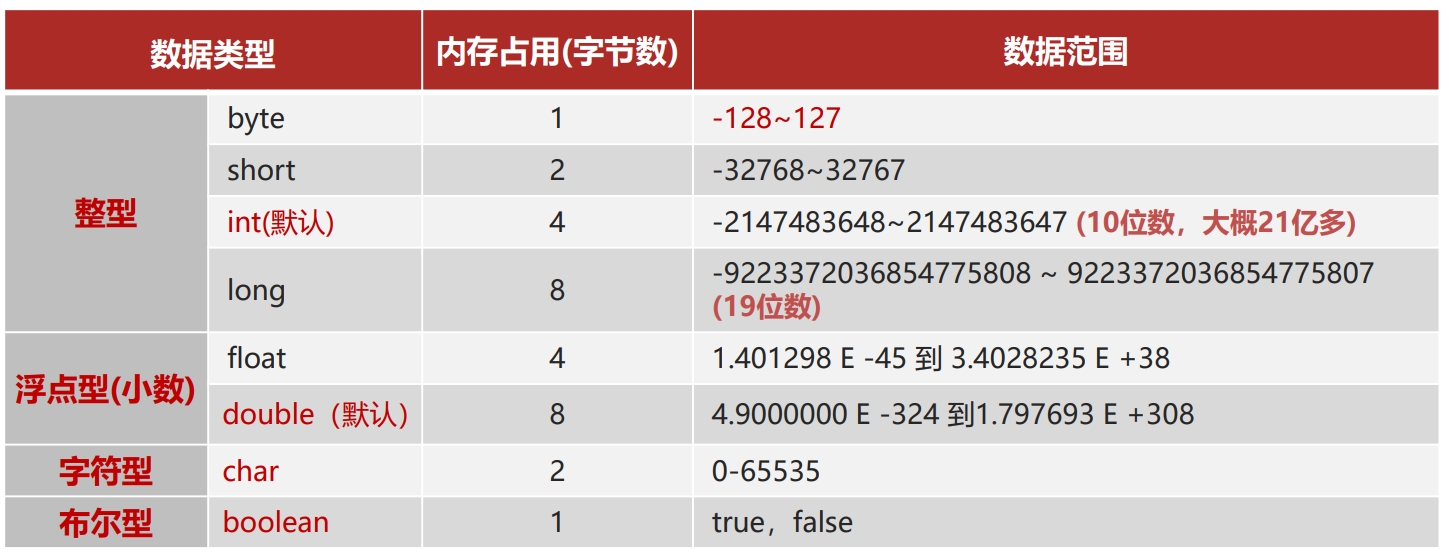 数据类型 内存占用(字节数) 数据范围
整型
byte 1 -128~127
short 2 -32768~32767
int(默认) 4 -2147483648~2147483647 (10位数，大概21亿多)
long 8 -9223372036854775808 ~ 9223372036854775807
(19位数)
浮点型(小数)
float 4 1.401298 E -45 到 3.4028235 E +38
double（默认） 8 4.9000000 E -324 到1.797693 E +308
字符型 char 2 0-65535
布尔型 boolean 1 true，false